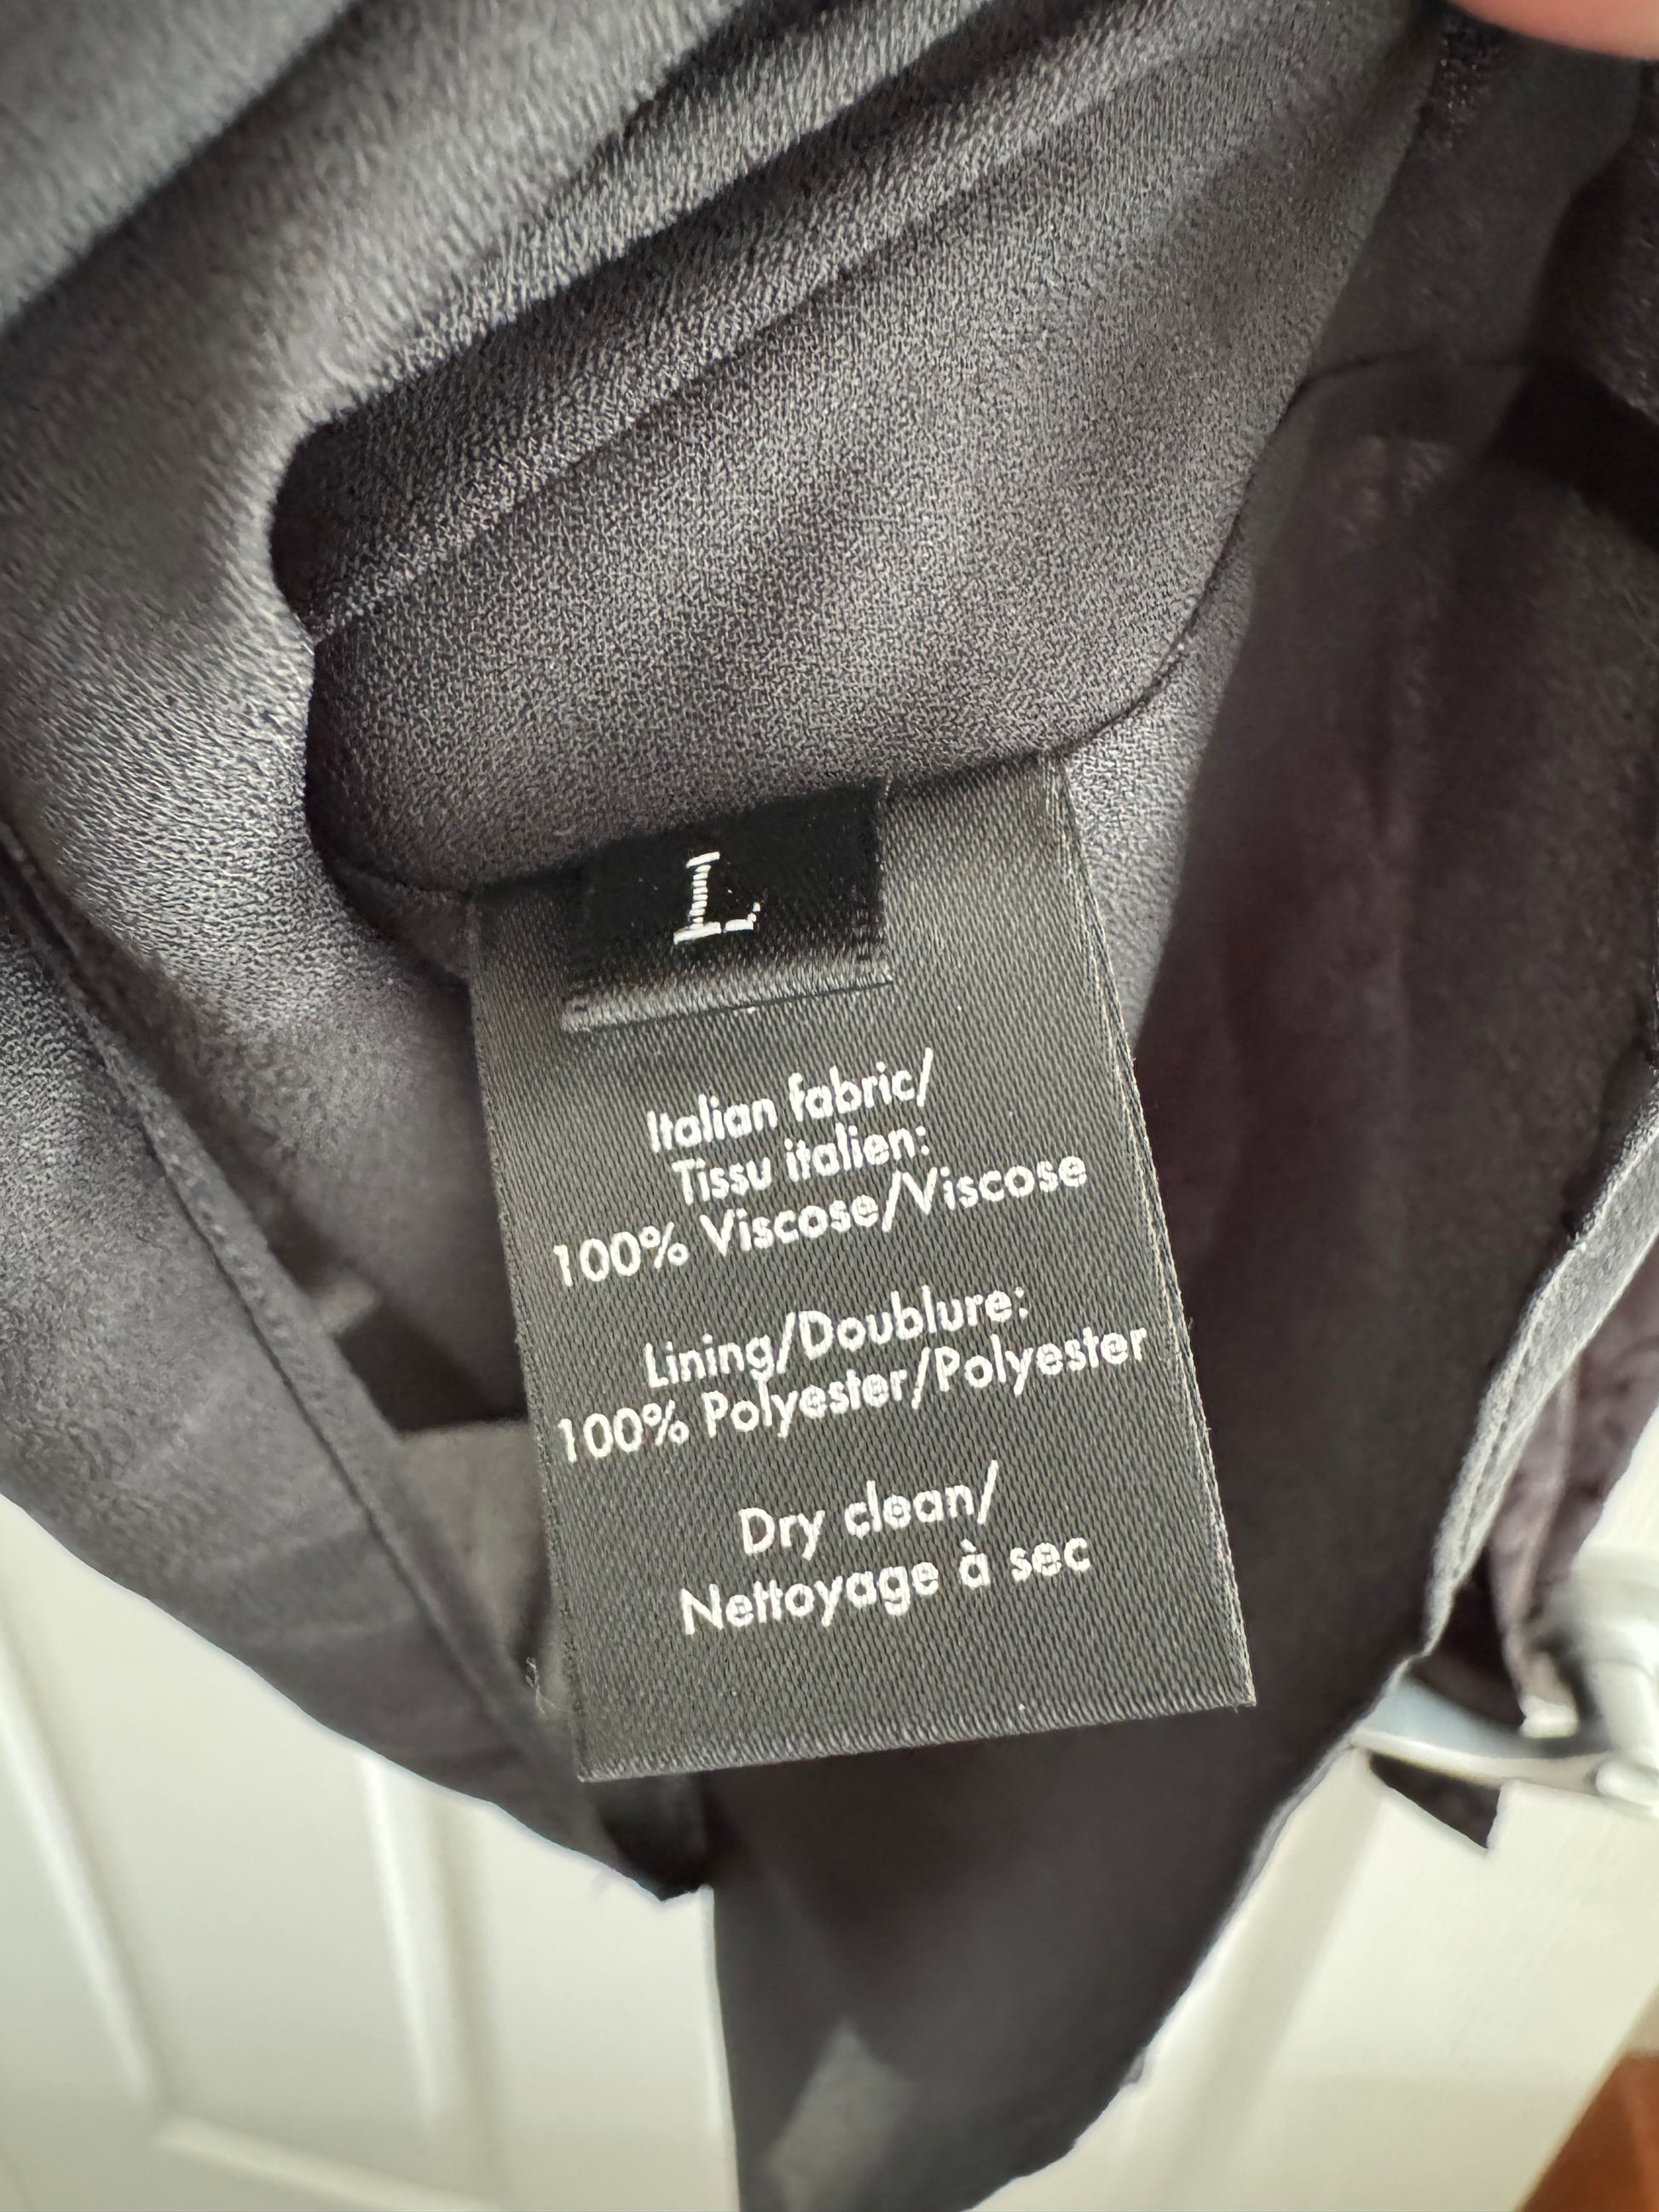 L
Italian fabric/
Tissu italien:
100% Viscose/Viscose
Lining/Doublure:
100% Polyester/Polyester
Dry clean/
Nettoyage à sec